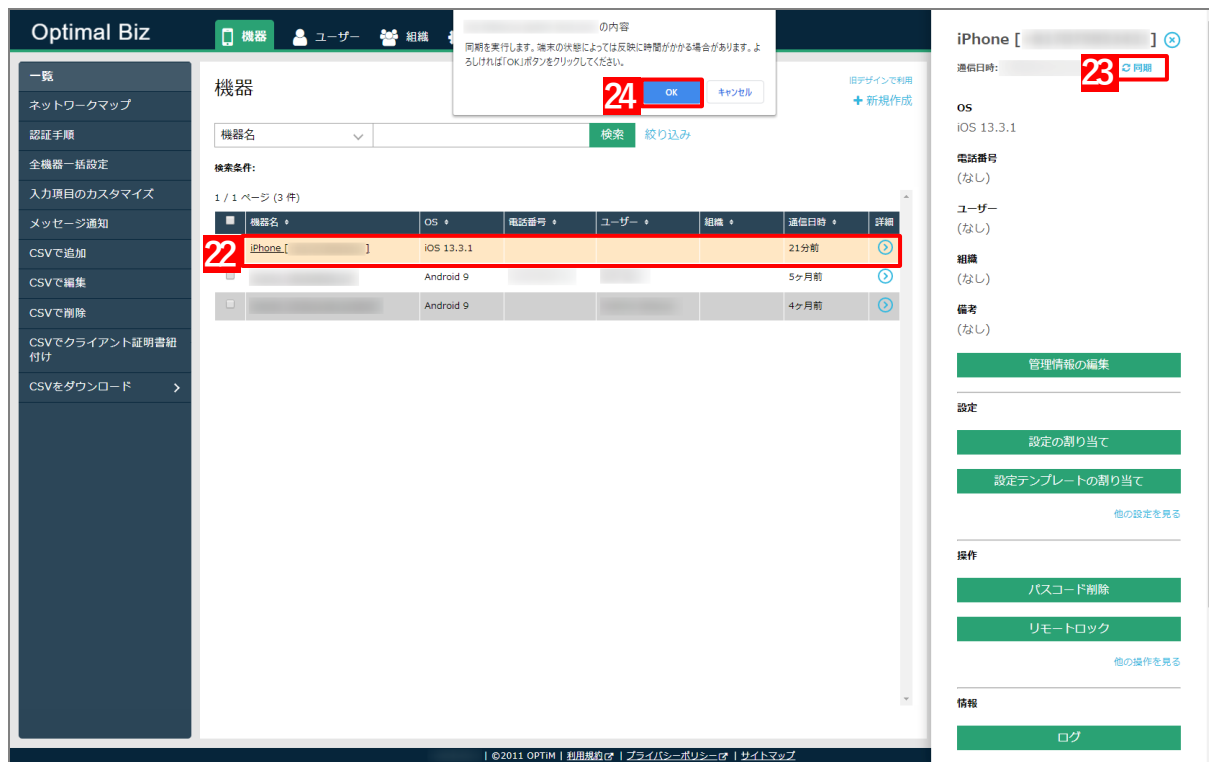 Optimal Biz
機器
ユーザー
組織
の内容
同期を実行します。端末の状態によっては反映に時間がかかる場合があります。よ
ろしければ「OK」ボタンをクリックしてください。
24
OK
キャンセル
一覧
ネットワークマップ
認証手順
全機器一括設定
入力項目のカスタマイズ
メッセージ通知
CSVで追加
CSVで編集
CSVで削除
CSVでクライアント証明書紐
付け
CSVをダウンロード
機器
旧デザインで利用
新規作成
機器名
検索
絞り込み
検索条件:
1 / 1 ページ (3 件)
機器名 OS 電話番号 ユーザー 組織 通信日時 詳細
22
iPhone [ ] iOS 13.3.1 21分前
Android 9 5ヶ月前
Android 9 4ヶ月前
iPhone [ ]
通信日時:
23
同期
OS
iOS 13.3.1
電話番号
(なし)
ユーザー
(なし)
組織
(なし)
備考
(なし)
管理情報の編集
設定
設定の割り当て
設定テンプレートの割り当て
他の設定を見る
操作
パスコード削除
リモートロック
他の操作を見る
情報
ログ
| ©2011 OPTiM | 利用規約 | プライバシーポリシー | サイトマップ